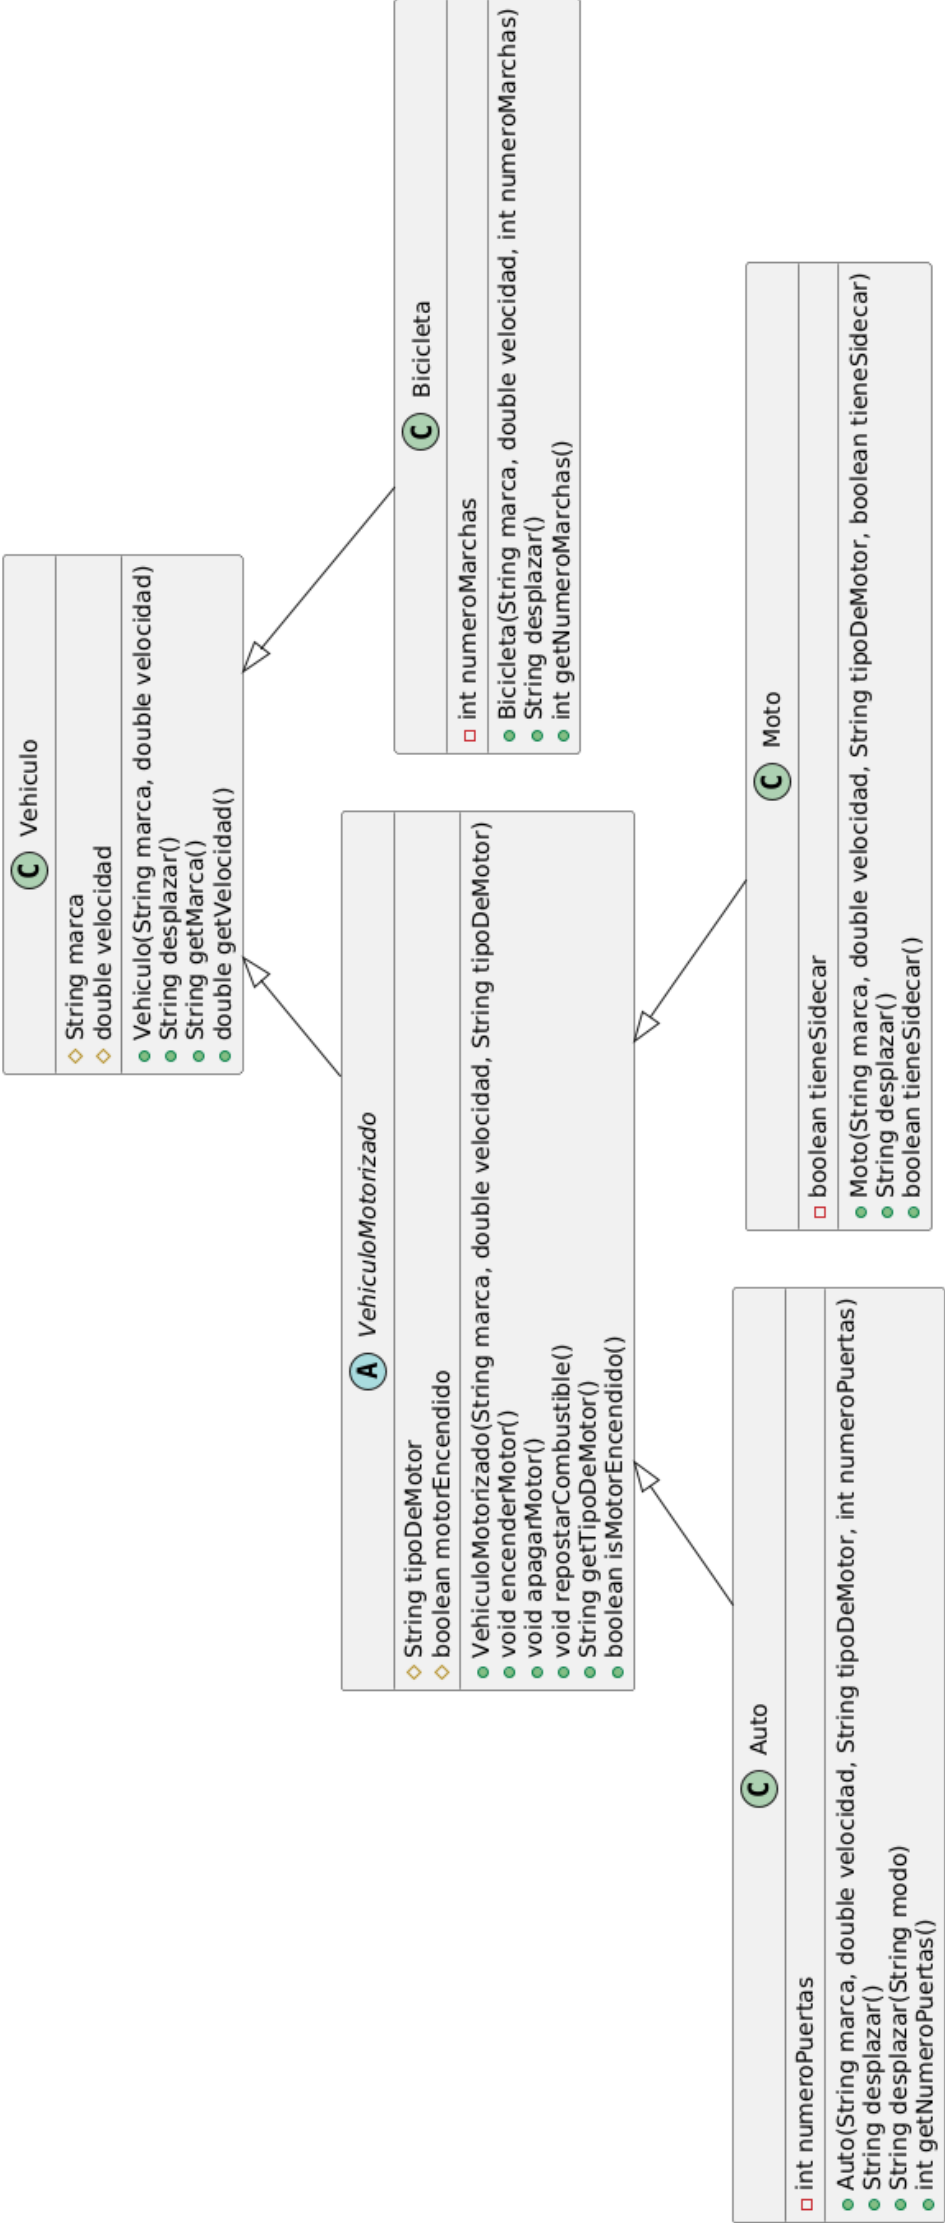 C Vehiculo
String marca
double velocidad
Vehiculo(String marca, double velocidad)
String desplazar()
String getMarca()
double getVelocidad()
A VehiculoMotorizado
String tipoDeMotor
boolean motorEncendido
VehiculoMotorizado(String marca, double velocidad, String tipoDeMotor)
void encenderMotor()
void apagarMotor()
void repostarCombustible()
String getTipoDeMotor()
boolean isMotorEncendido()
C Bicicleta
int numeroMarchas
Bicicleta(String marca, double velocidad, int numeroMarchas)
String desplazar()
int getNumeroMarchas()
C Auto
int numeroPuertas
Auto(String marca, double velocidad, String tipoDeMotor, int numeroPuertas)
String desplazar()
String desplazar(String modo)
int getNumeroPuertas()
C Moto
boolean tieneSidecar
Moto(String marca, double velocidad, String tipoDeMotor, boolean tieneSidecar)
String desplazar()
boolean tieneSidecar()